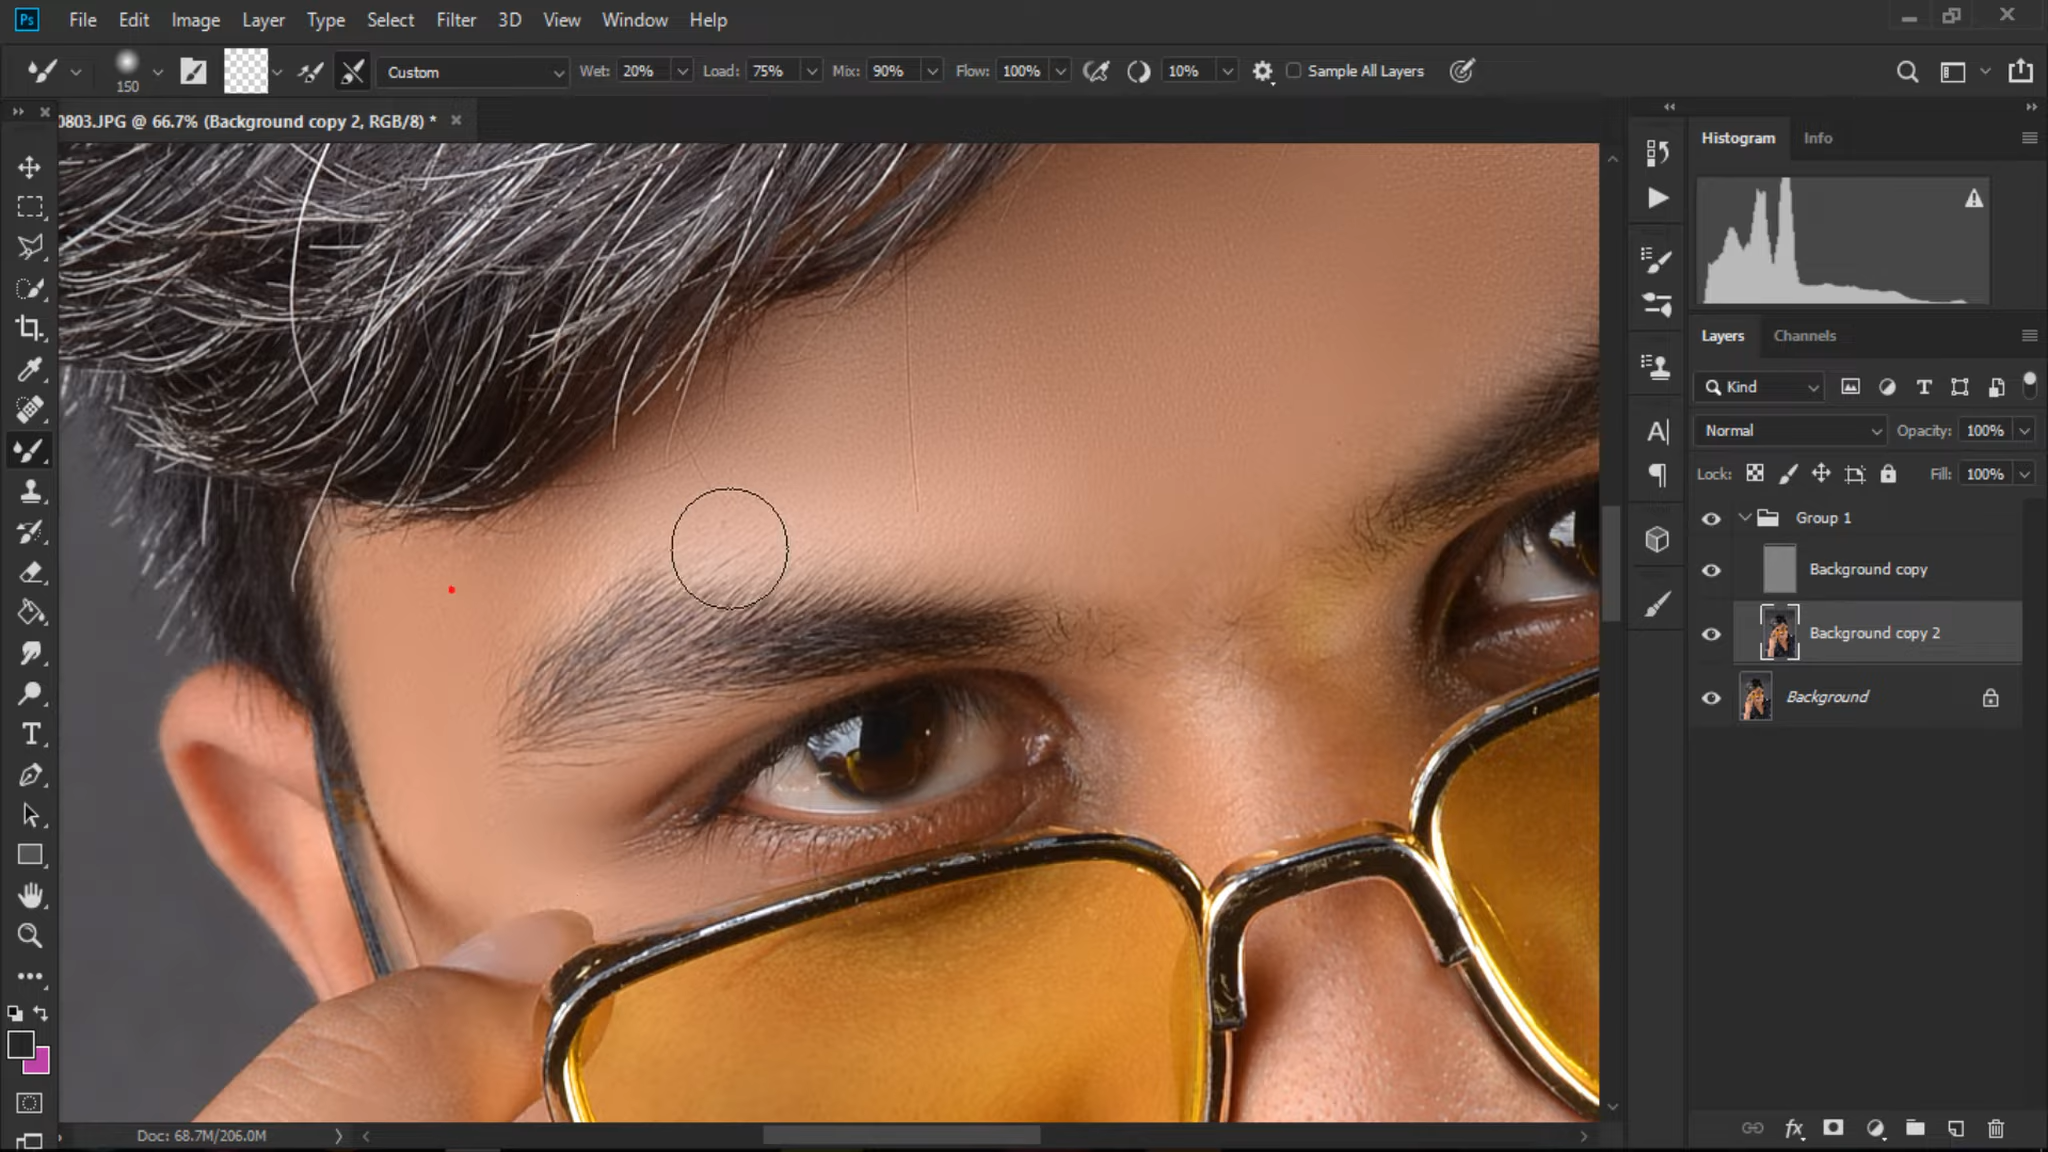 Ps File Edit Image Layer Type Select Filter 3D View Window Help
150 Custom Wet: 20% Load: 75% Mix: 90% Flow: 100% 10% Sample All Layers
0803.JPG @ 66.7% (Background copy 2, RGB/8) *
Histogram Info
Layers Channels
Kind
Normal Opacity: 100%
Lock: Fill: 100%
Group 1
Background copy
Background copy 2
Background
fx
Doc: 68.7M/206.0M